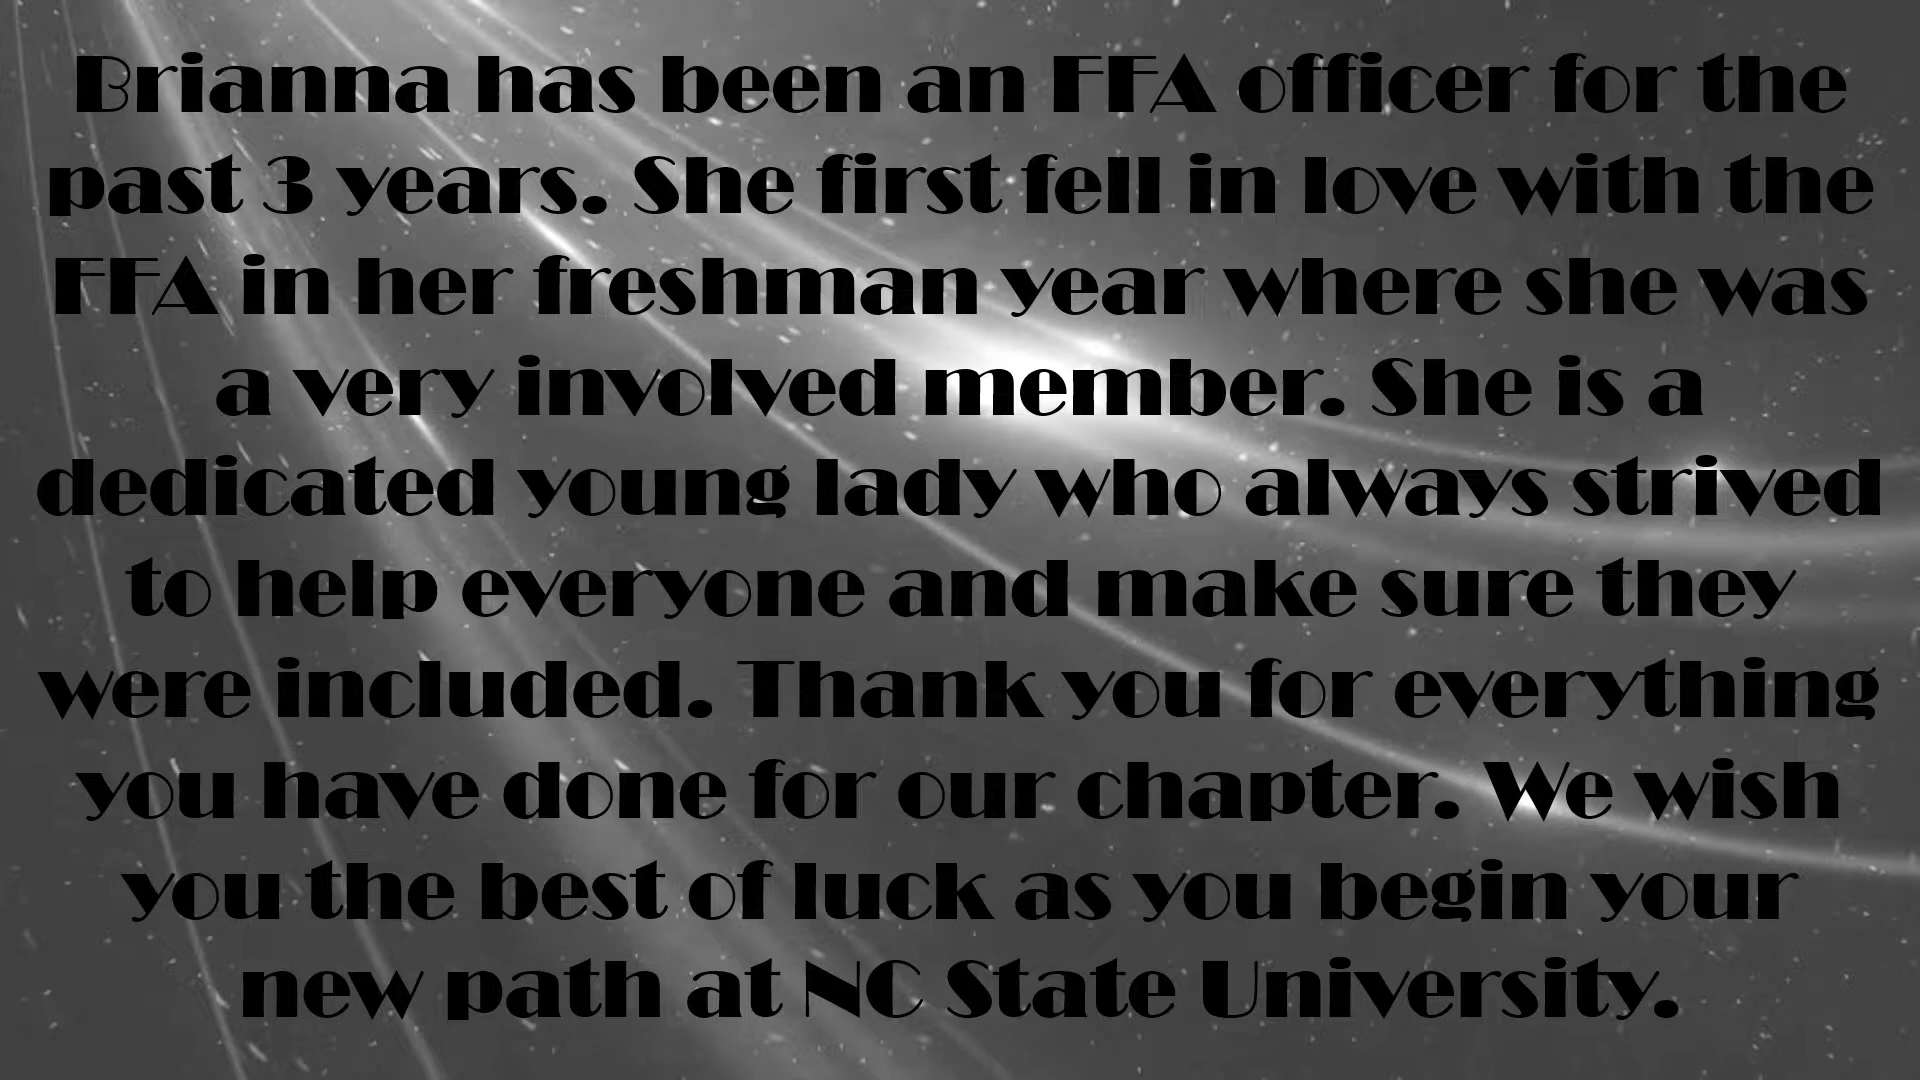 Brianna has been an FFA officer for the
past 3 years. She first fell in love with the
FFA in her freshman year where she was
a very involved member. She is a
dedicated young lady who always strived
to help everyone and make sure they
were included. Thank you for everything
you have done for our chapter. We wish
you the best of luck as you begin your
new path at NC State University.